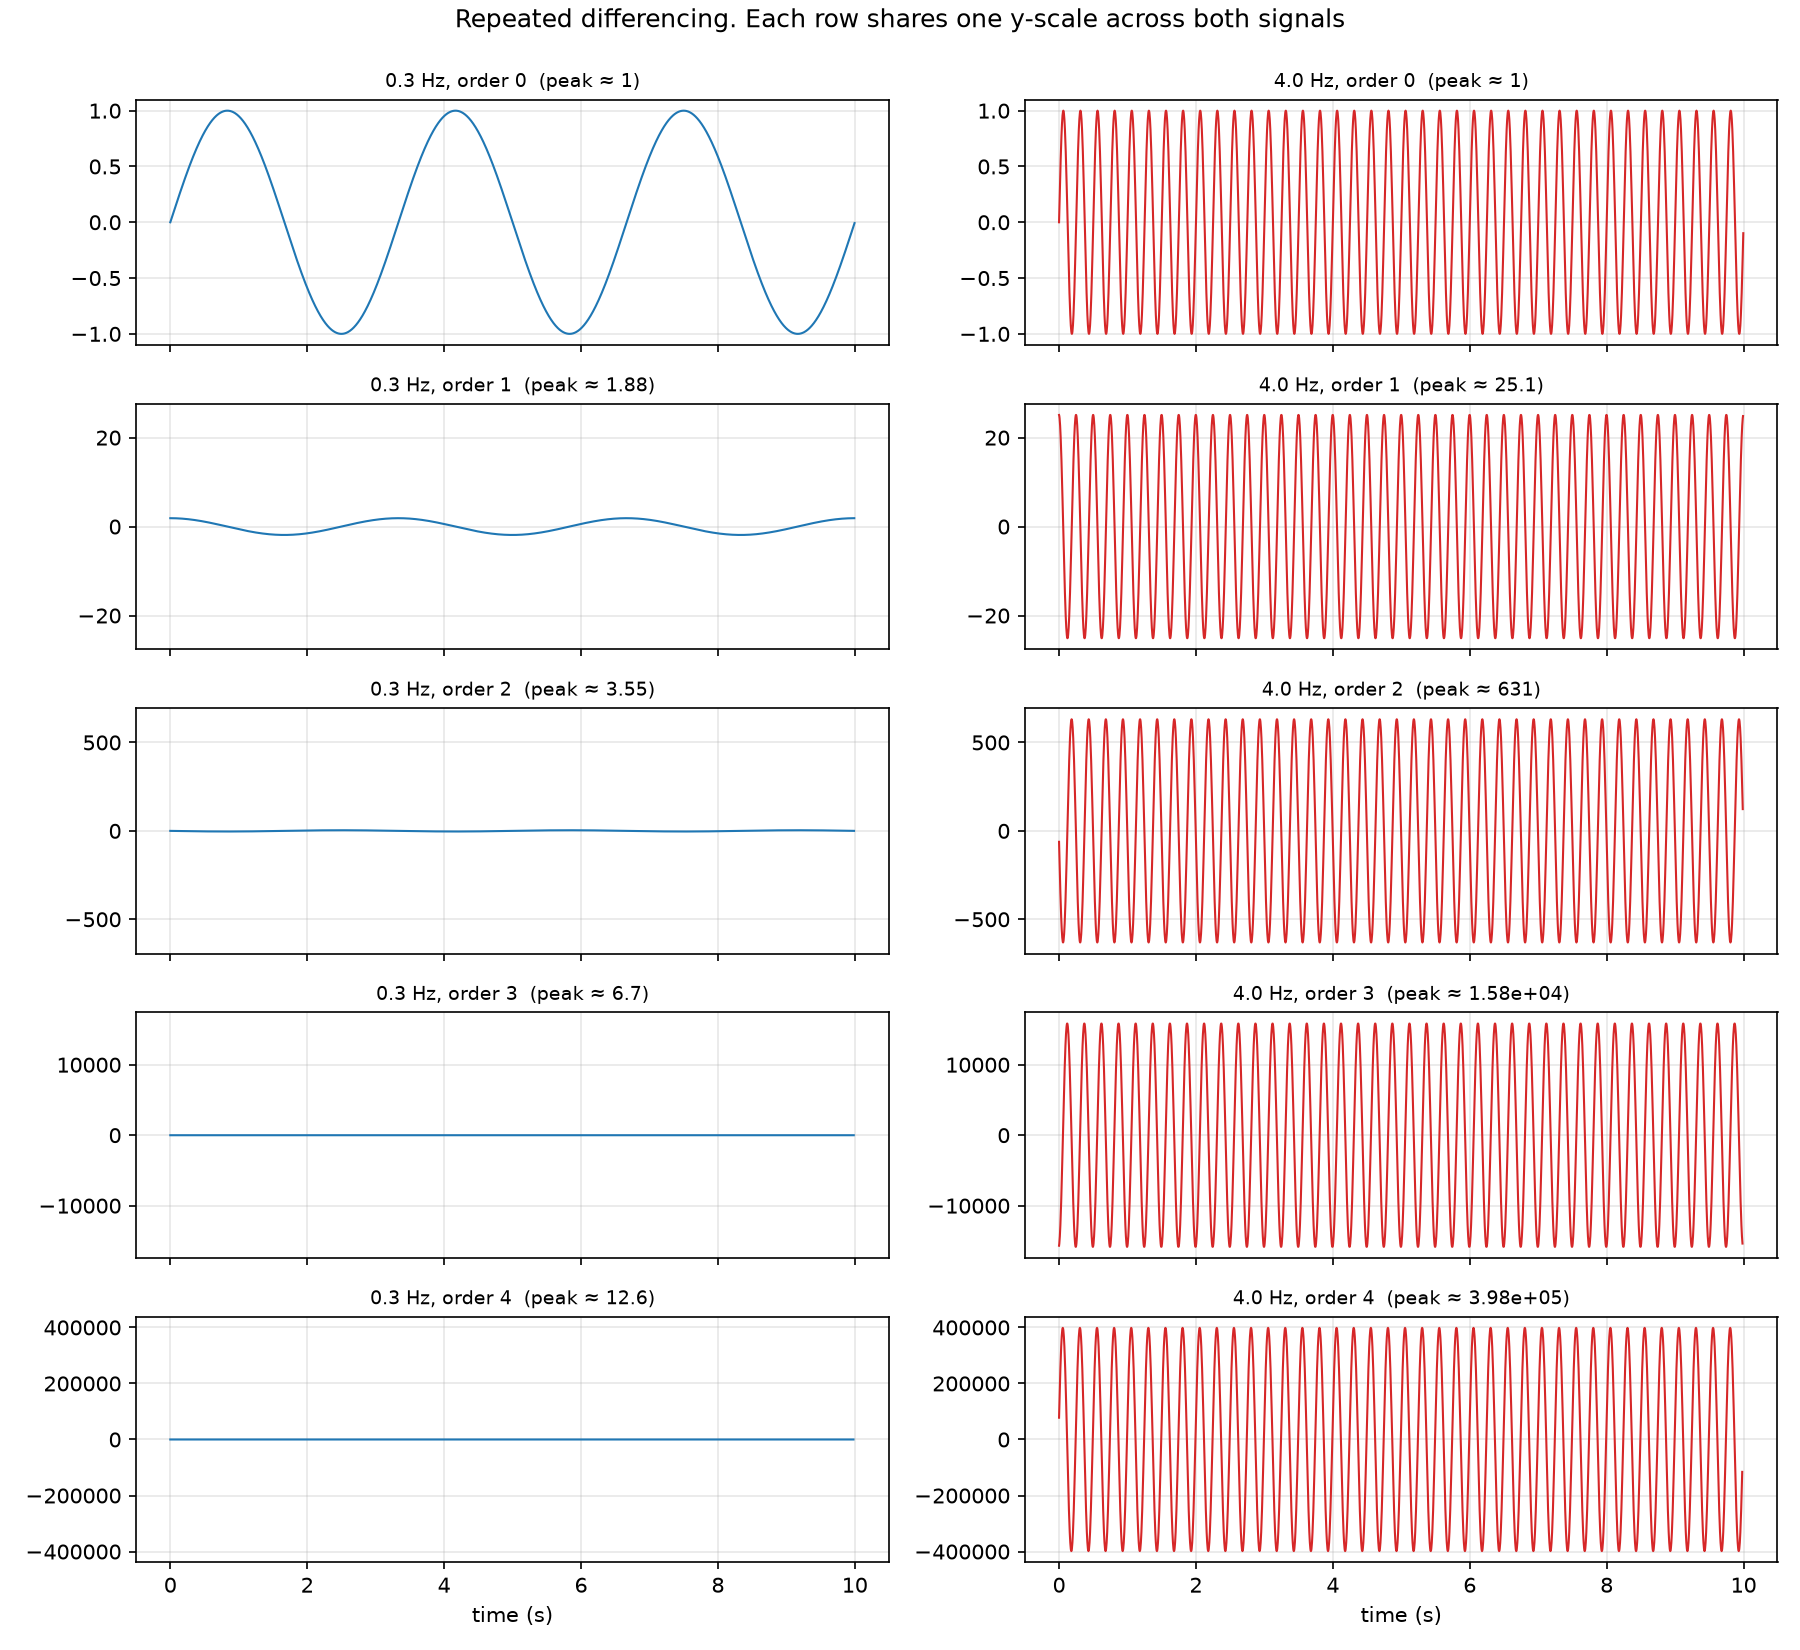 Repeated differencing. Each row shares one y-scale across both signals
0.3 Hz, order 0  (peak ≈ 1)
1.0
0.5
0.0
−0.5
−1.0
4.0 Hz, order 0  (peak ≈ 1)
1.0
0.5
0.0
−0.5
−1.0
0.3 Hz, order 1  (peak ≈ 1.88)
20
0
−20
4.0 Hz, order 1  (peak ≈ 25.1)
20
0
−20
0.3 Hz, order 2  (peak ≈ 3.55)
500
0
−500
4.0 Hz, order 2  (peak ≈ 631)
500
0
−500
0.3 Hz, order 3  (peak ≈ 6.7)
10000
0
−10000
4.0 Hz, order 3  (peak ≈ 1.58e+04)
10000
0
−10000
0.3 Hz, order 4  (peak ≈ 12.6)
400000
200000
0
−200000
−400000
0 2 4 6 8 10
time (s)
4.0 Hz, order 4  (peak ≈ 3.98e+05)
400000
200000
0
−200000
−400000
0 2 4 6 8 10
time (s)